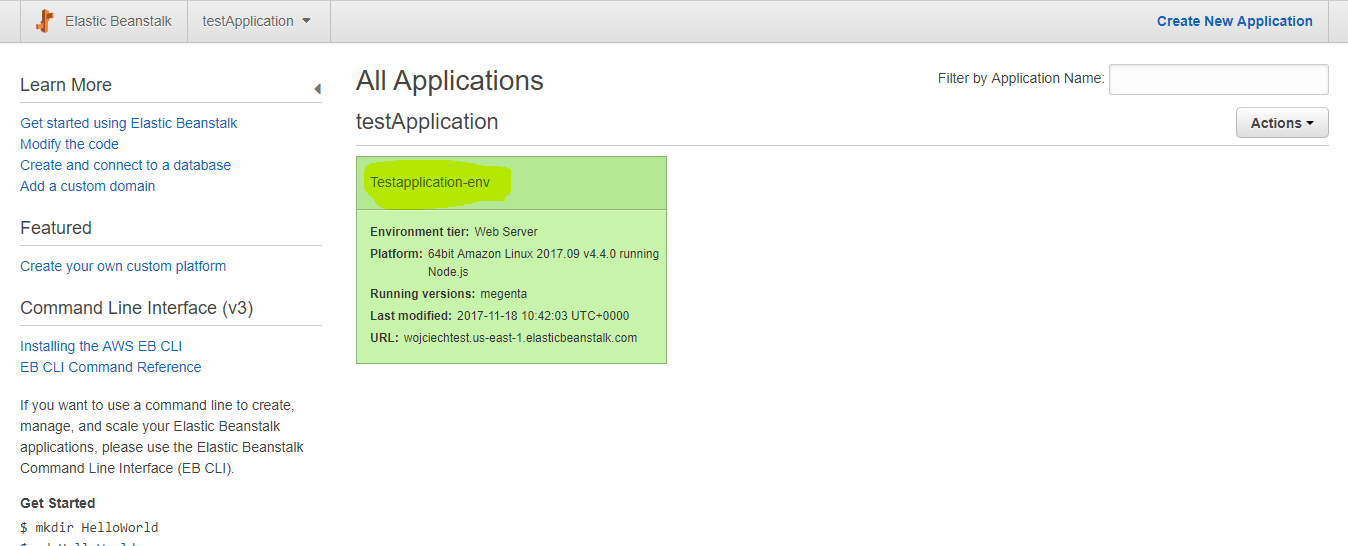 Elastic Beanstalk testApplication Create New Application
Learn More
Get started using Elastic Beanstalk
Modify the code
Create and connect to a database
Add a custom domain
Featured
Create your own custom platform
Command Line Interface (v3)
Installing the AWS EB CLI
EB CLI Command Reference
If you want to use a command line to create,
manage, and scale your Elastic Beanstalk
applications, please use the Elastic Beanstalk
Command Line Interface (EB CLI).
Get Started
$ mkdir HelloWorld
All Applications
Filter by Application Name:
testApplication
Actions
Testapplication-env
Environment tier: Web Server
Platform: 64bit Amazon Linux 2017.09 v4.4.0 running
Node.js
Running versions: megenta
Last modified: 2017-11-18 10:42:03 UTC+0000
URL: wojciechtest.us-east-1.elasticbeanstalk.com